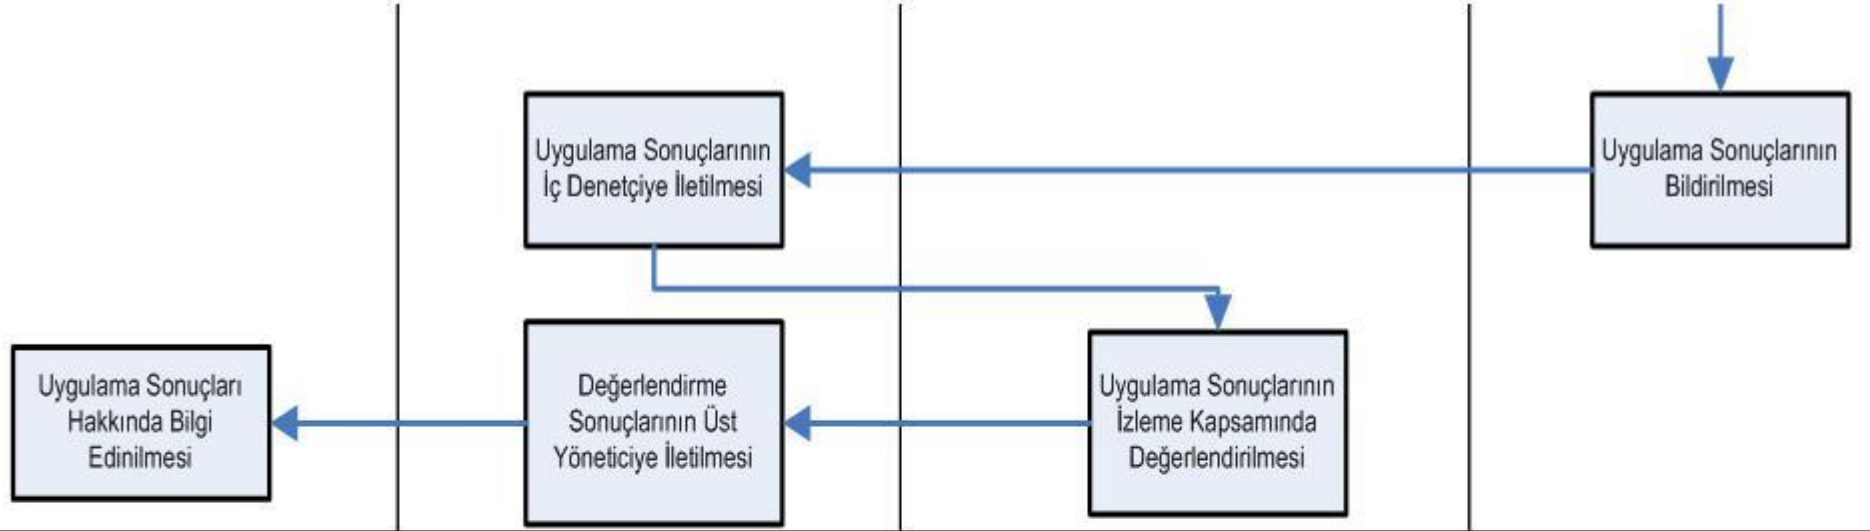 Uygulama Sonuçlarının
İç Denetçiye İletilmesi
Uygulama Sonuçlarının
Bildirilmesi
Uygulama Sonuçları
Hakkında Bilgi
Edinilmesi
Değerlendirme
Sonuçlarının Üst
Yöneticiye İletilmesi
Uygulama Sonuçlarının
İzleme Kapsamında
Değerlendirilmesi